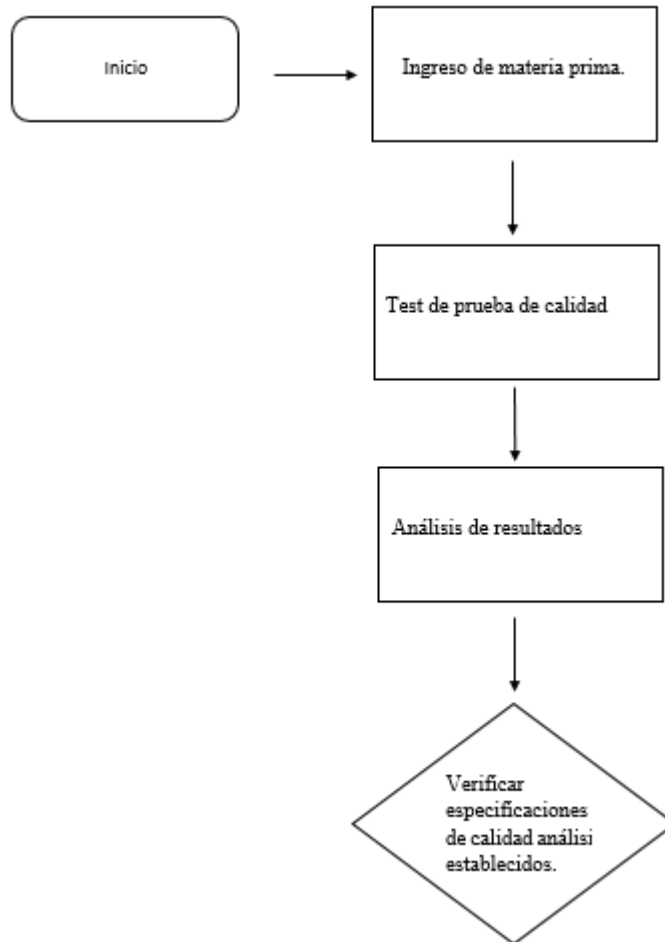 Inicio
Ingreso de materia prima.
Test de prueba de calidad
Análisis de resultados
Verificar
especificaciones
de calidad análisi
establecidos.